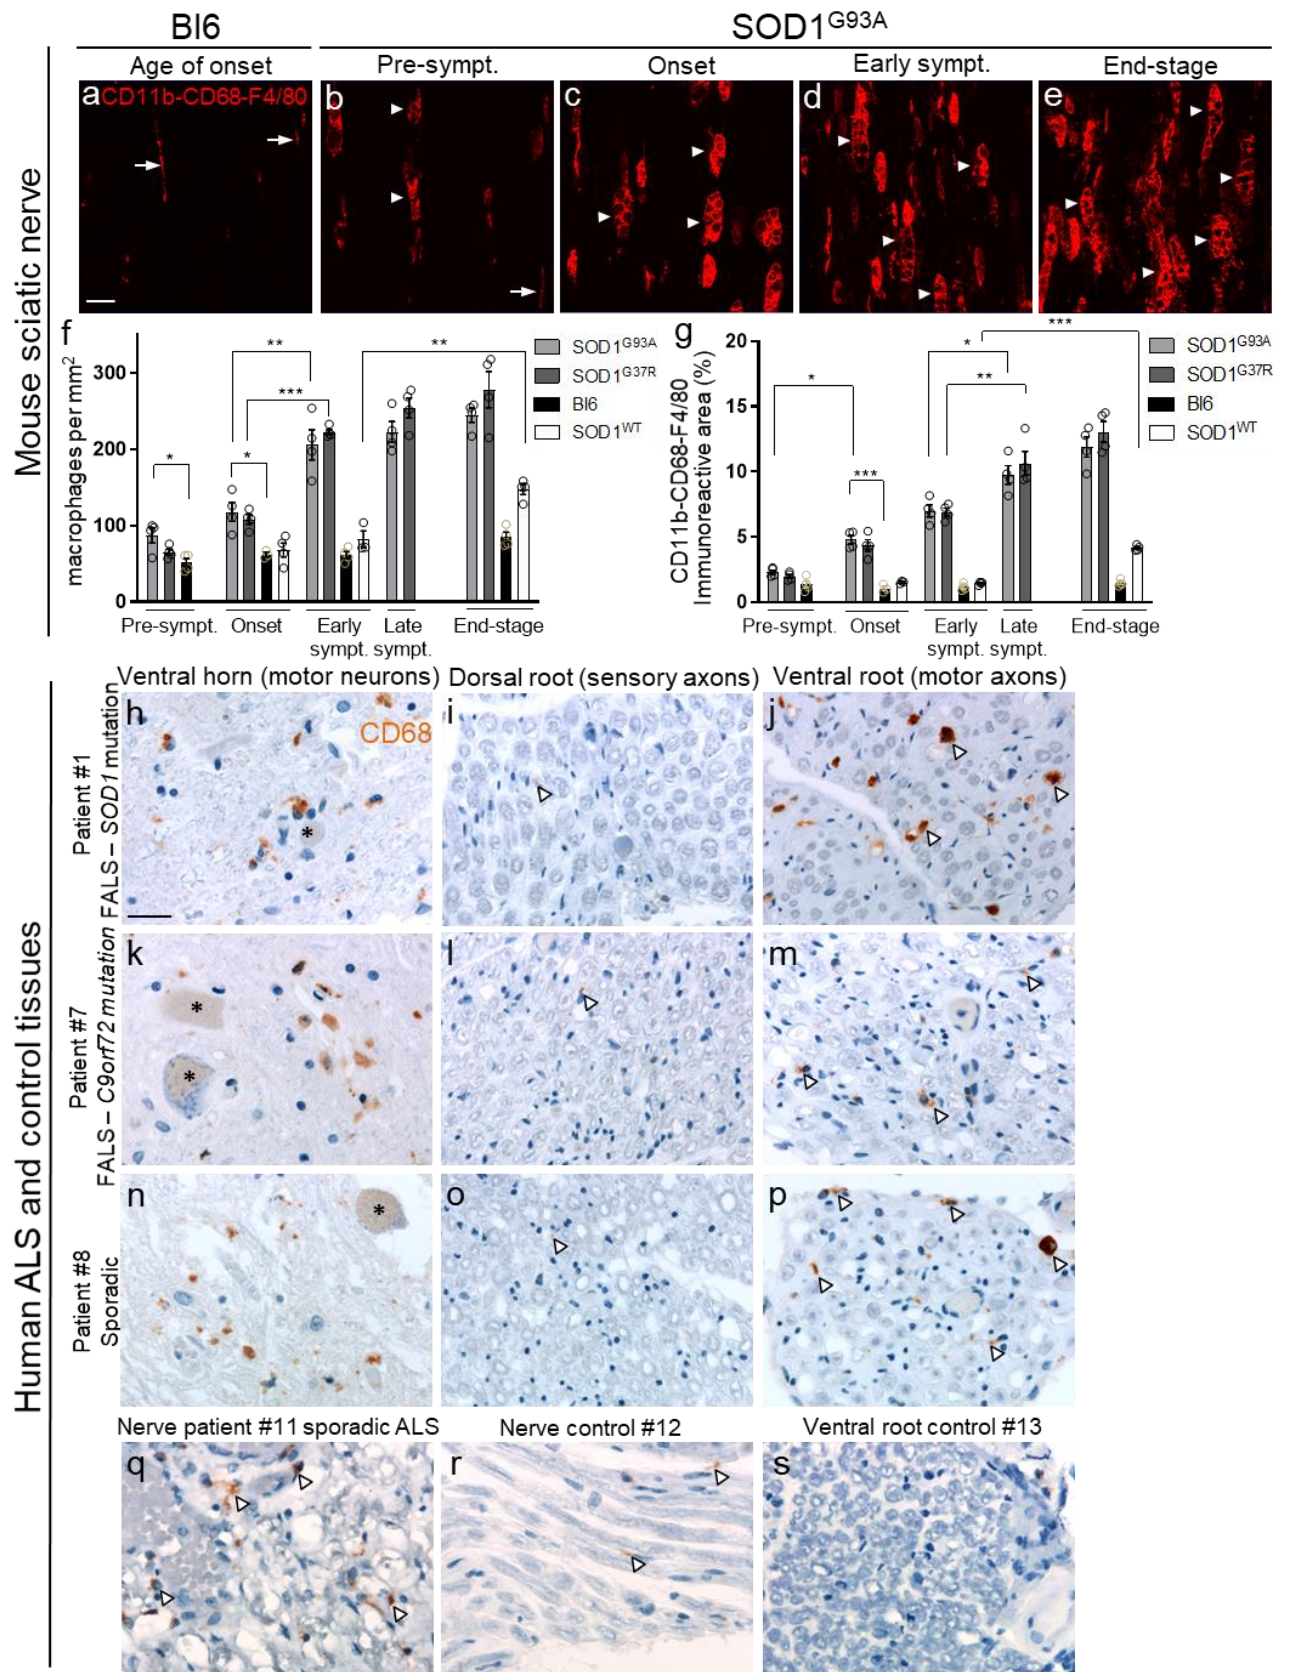 Bl6
SOD1G93A
Age of onset
Pre-sympt.
Onset
Early sympt.
End-stage
Mouse sciatic nerve
a
CD11b-CD68-F4/80
b
c
d
e
f
macrophages per mm2
300
200
100
0
*
*
**
***
**
SOD1G93A
SOD1G37R
Bl6
SOD1WT
Pre-sympt.
Onset
Early sympt.
Late sympt.
End-stage
g
CD11b-CD68-F4/80
Immunoreactive area (%)
20
15
10
5
0
*
***
*
**
***
SOD1G93A
SOD1G37R
Bl6
SOD1WT
Pre-sympt.
Onset
Early sympt.
Late sympt.
End-stage
Human ALS and control tissues
Ventral horn (motor neurons)
Dorsal root (sensory axons)
Ventral root (motor axons)
Patient #1
FALS – SOD1 mutation
h
CD68
*
i
j
Patient #7
FALS – C9orf72 mutation
k
*
*
l
m
Patient #8
Sporadic
n
*
o
p
Nerve patient #11 sporadic ALS
Nerve control #12
Ventral root control #13
q
r
s